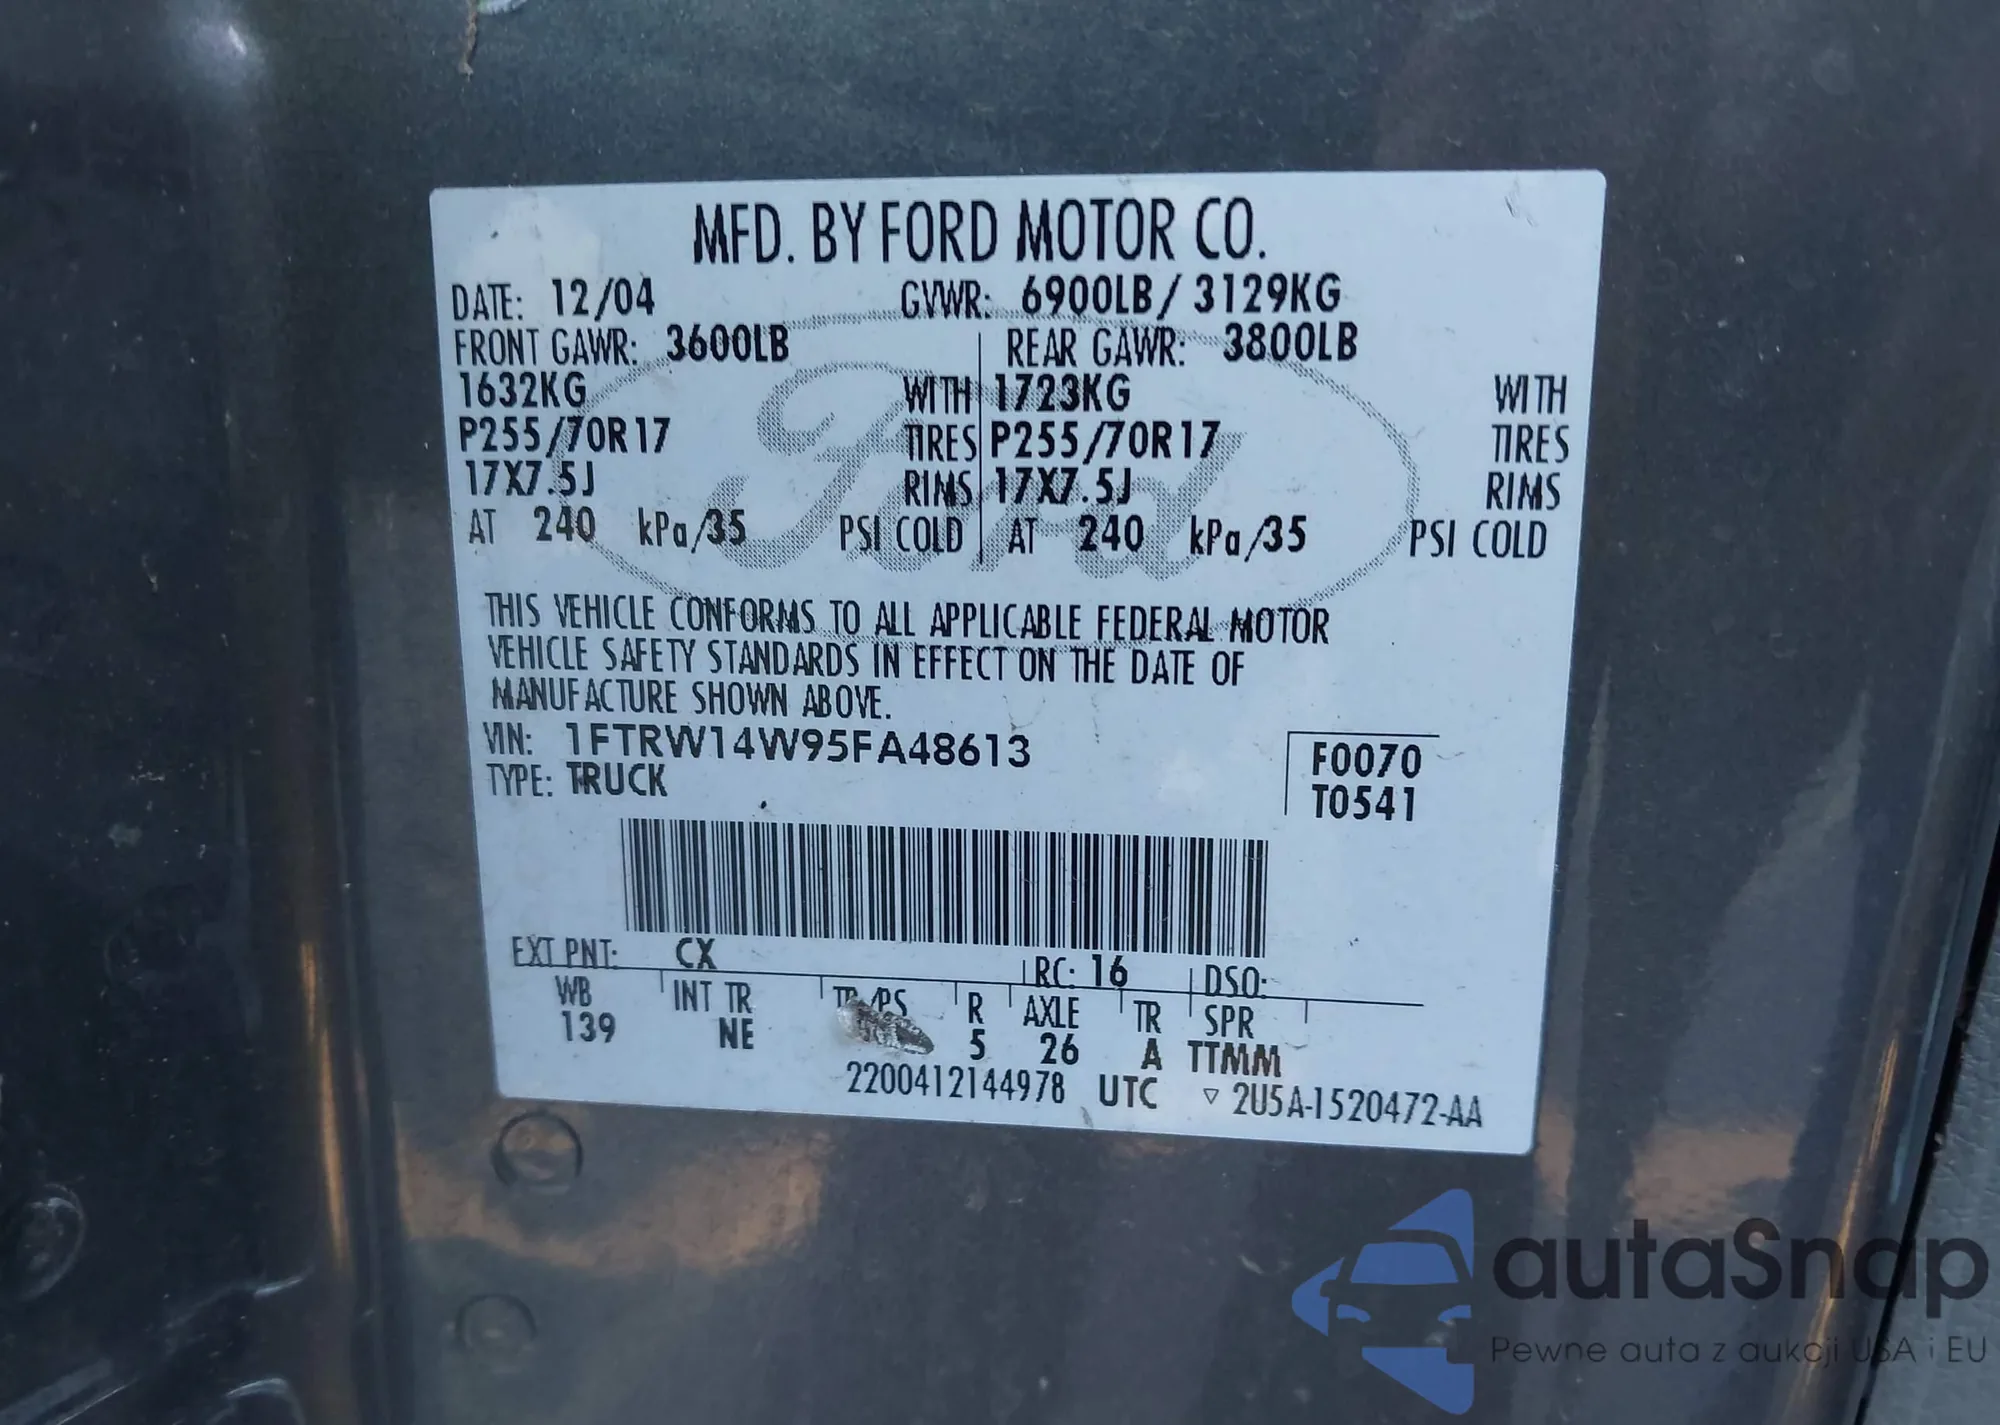 MFD. BY FORD MOTOR CO.
DATE: 12/04 GVWR: 6900LB/ 3129KG
FRONT GAWR: 3600LB REAR GAWR: 3800LB
1632KG WITH 1723KG WITH
P255/70R17 TIRES P255/70R17 TIRES
17X7.5J RIMS 17X7.5J RIMS
AT 240 kPa/35 PSI COLD AT 240 kPa/35 PSI COLD
Ford
THIS VEHICLE CONFORMS TO ALL APPLICABLE FEDERAL MOTOR
VEHICLE SAFETY STANDARDS IN EFFECT ON THE DATE OF
MANUFACTURE SHOWN ABOVE.
VIN: 1FTRW14W95FA48613 F0070
TYPE: TRUCK T0541
EXT PNT: CX RC: 16 DSO:
WB INT TR TP/PS R AXLE TR SPR
139 NE 5 26 A TTMM
2200412144978 UTC ▽ 2U5A-1520472-AA
autaSnap
Pewne auta z aukcji USA i EU